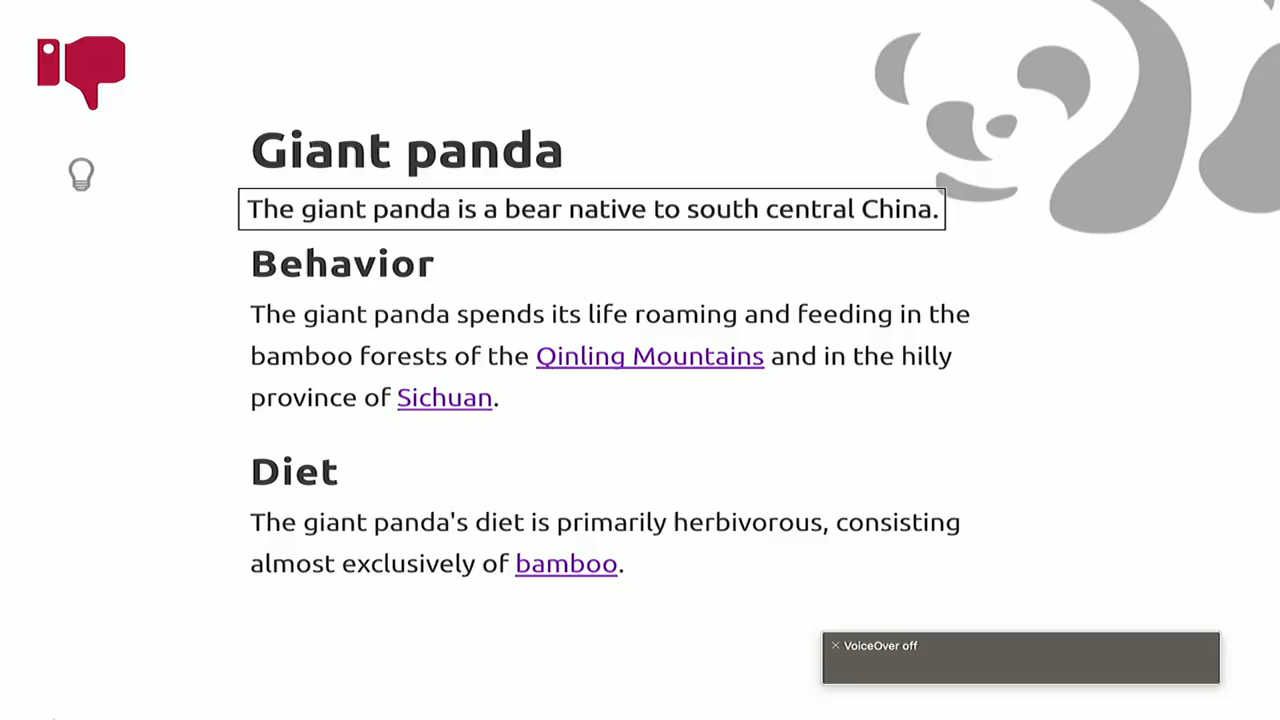 Giant panda
The giant panda is a bear native to south central China.
Behavior
The giant panda spends its life roaming and feeding in the
bamboo forests of the Qinling Mountains and in the hilly
province of Sichuan.
Diet
The giant panda's diet is primarily herbivorous, consisting
almost exclusively of bamboo.
VoiceOver off